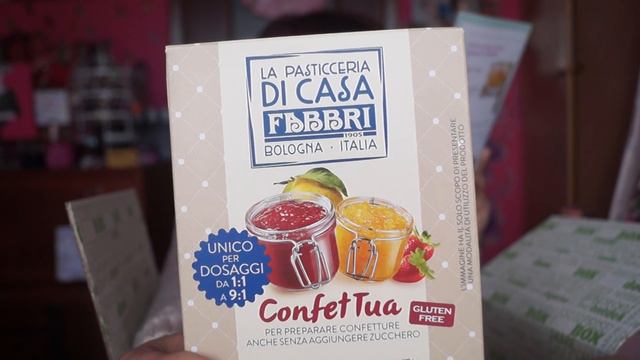 LA PASTICCERIA
DI CASA
FABBRI
1905
BOLOGNA · ITALIA
UNICO
PER
DOSAGGI
DA 1:1
A 9:1
ConfetTua
GLUTEN
FREE
PER PREPARARE CONFETTURE
ANCHE SENZA AGGIUNGERE ZUCCHERO
L'IMMAGINE HA IL SOLO SCOPO DI PRESENTARE
UNA MODALITÀ DI UTILIZZO DEL PRODOTTO
BOX